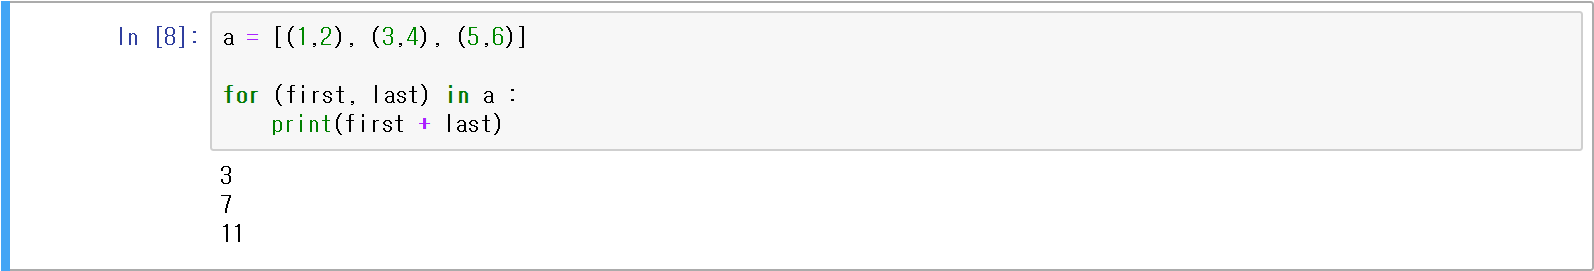 In [8]: a = [(1,2), (3,4), (5,6)]
for (first, last) in a :
    print(first + last)
3
7
11